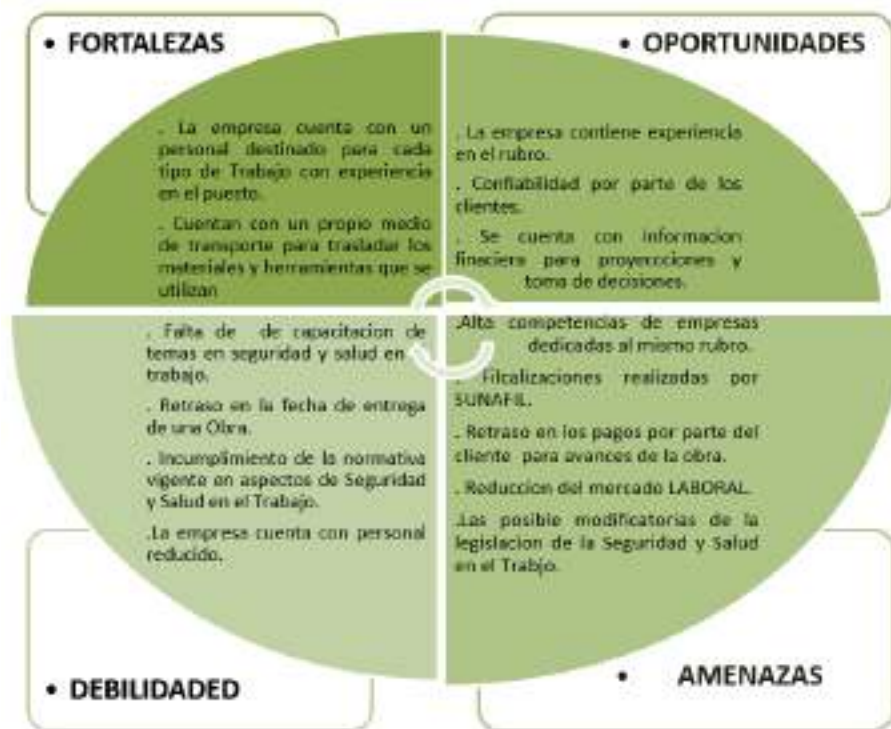 • FORTALEZAS
. La empresa cuenta con un
personal destinado para cada
tipo de Trabajo con experiencia
en el puesto.
. Cuentan con un propio medio
de transporte para trasladar los
materiales y herramientas que se
utilizan
• OPORTUNIDADES
. La empresa contiene experiencia
en el rubro.
. Confiabilidad por parte de los
clientes.
. Se cuenta con informacion
finaciera para proyeccciones y
toma de decisiones.
. Falta de de capacitacion de
temas en seguridad y salud en
trabajo.
. Retraso en la fecha de entrega
de una Obra.
. Incumplimiento de la normativa
vigente en aspectos de Seguridad
y Salud en el Trabajo.
.La empresa cuenta con personal
reducido.
• DEBILIDADED
.Alta competencias de empresas
dedicadas al mismo rubro.
. Filcalizaciones realizadas por
SUNAFIL.
. Retraso en los pagos por parte del
cliente para avances de la obra.
. Reduccion del mercado LABORAL.
.Las posible modificatorias de la
legislacion de la Seguridad y Salud
en el Trabjo.
• AMENAZAS